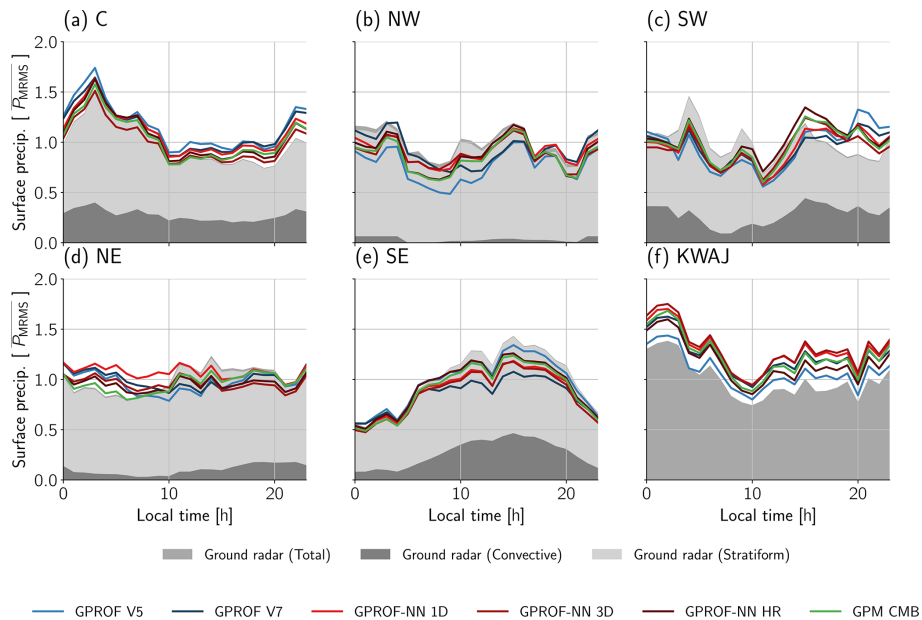 (a) C
(b) NW
(c) SW
Surface precip. [ P̅MRMS ]
2.0
1.5
1.0
0.5
0.0
(d) NE
(e) SE
(f) KWAJ
Surface precip. [ P̅MRMS ]
2.0
1.5
1.0
0.5
0.0
0 10 20
0 10 20
0 10 20
Local time [h]
Local time [h]
Local time [h]
Ground radar (Total) Ground radar (Convective) Ground radar (Stratiform)
GPROF V5 GPROF V7 GPROF-NN 1D GPROF-NN 3D GPROF-NN HR GPM CMB